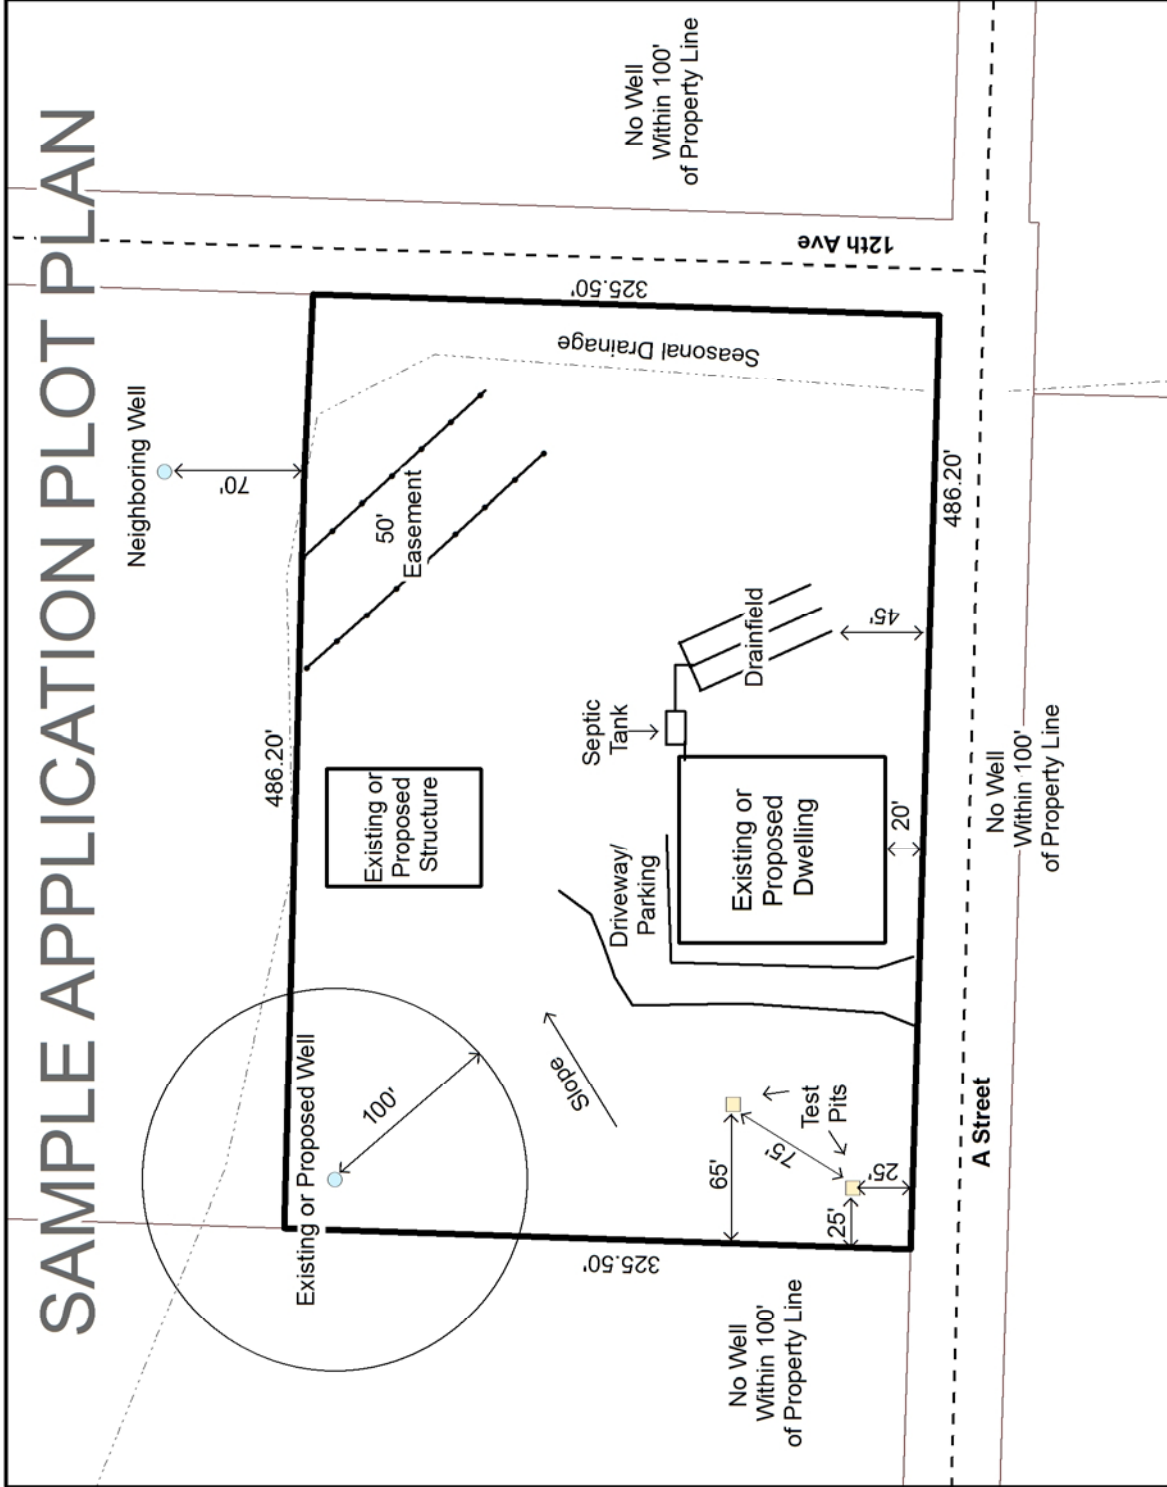 SAMPLE APPLICATION PLOT PLAN
Neighboring Well
70'
486.20'
Existing or Proposed Well
100'
50'
Easement
Existing or
Proposed
Structure
Seasonal Drainage
325.50'
12th Ave
No Well
Within 100'
of Property Line
Slope
Driveway/
Parking
Septic
Tank
Drainfield
45'
Existing or
Proposed
Dwelling
20'
325.50'
65'
75'
Test
Pits
25'
25'
No Well
Within 100'
of Property Line
486.20'
A Street
No Well
Within 100'
of Property Line